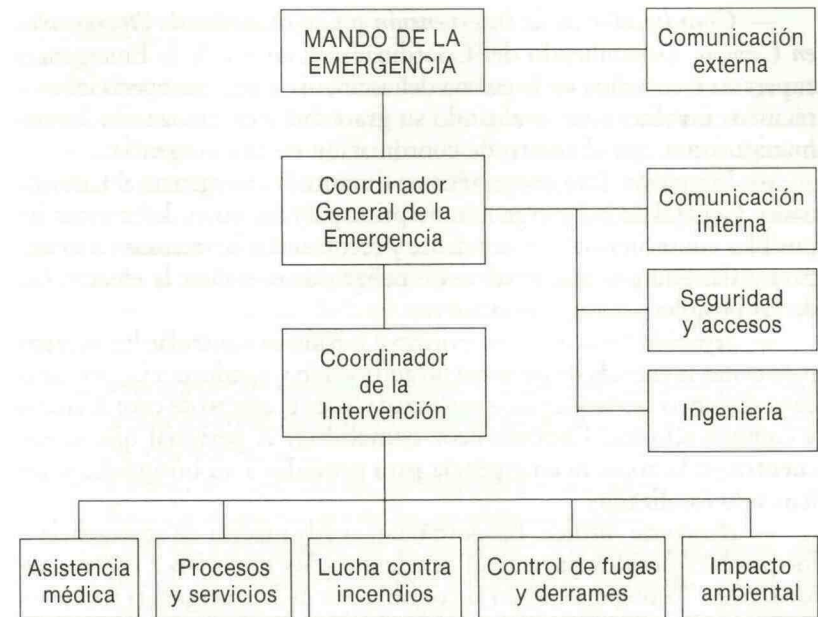 MANDO DE LA
EMERGENCIA
Comunicación
externa
Coordinador
General de la
Emergencia
Comunicación
interna
Seguridad
y accesos
Coordinador
de la
Intervención
Ingeniería
Asistencia
médica
Procesos
y servicios
Lucha contra
incendios
Control de fugas
y derrames
Impacto
ambiental